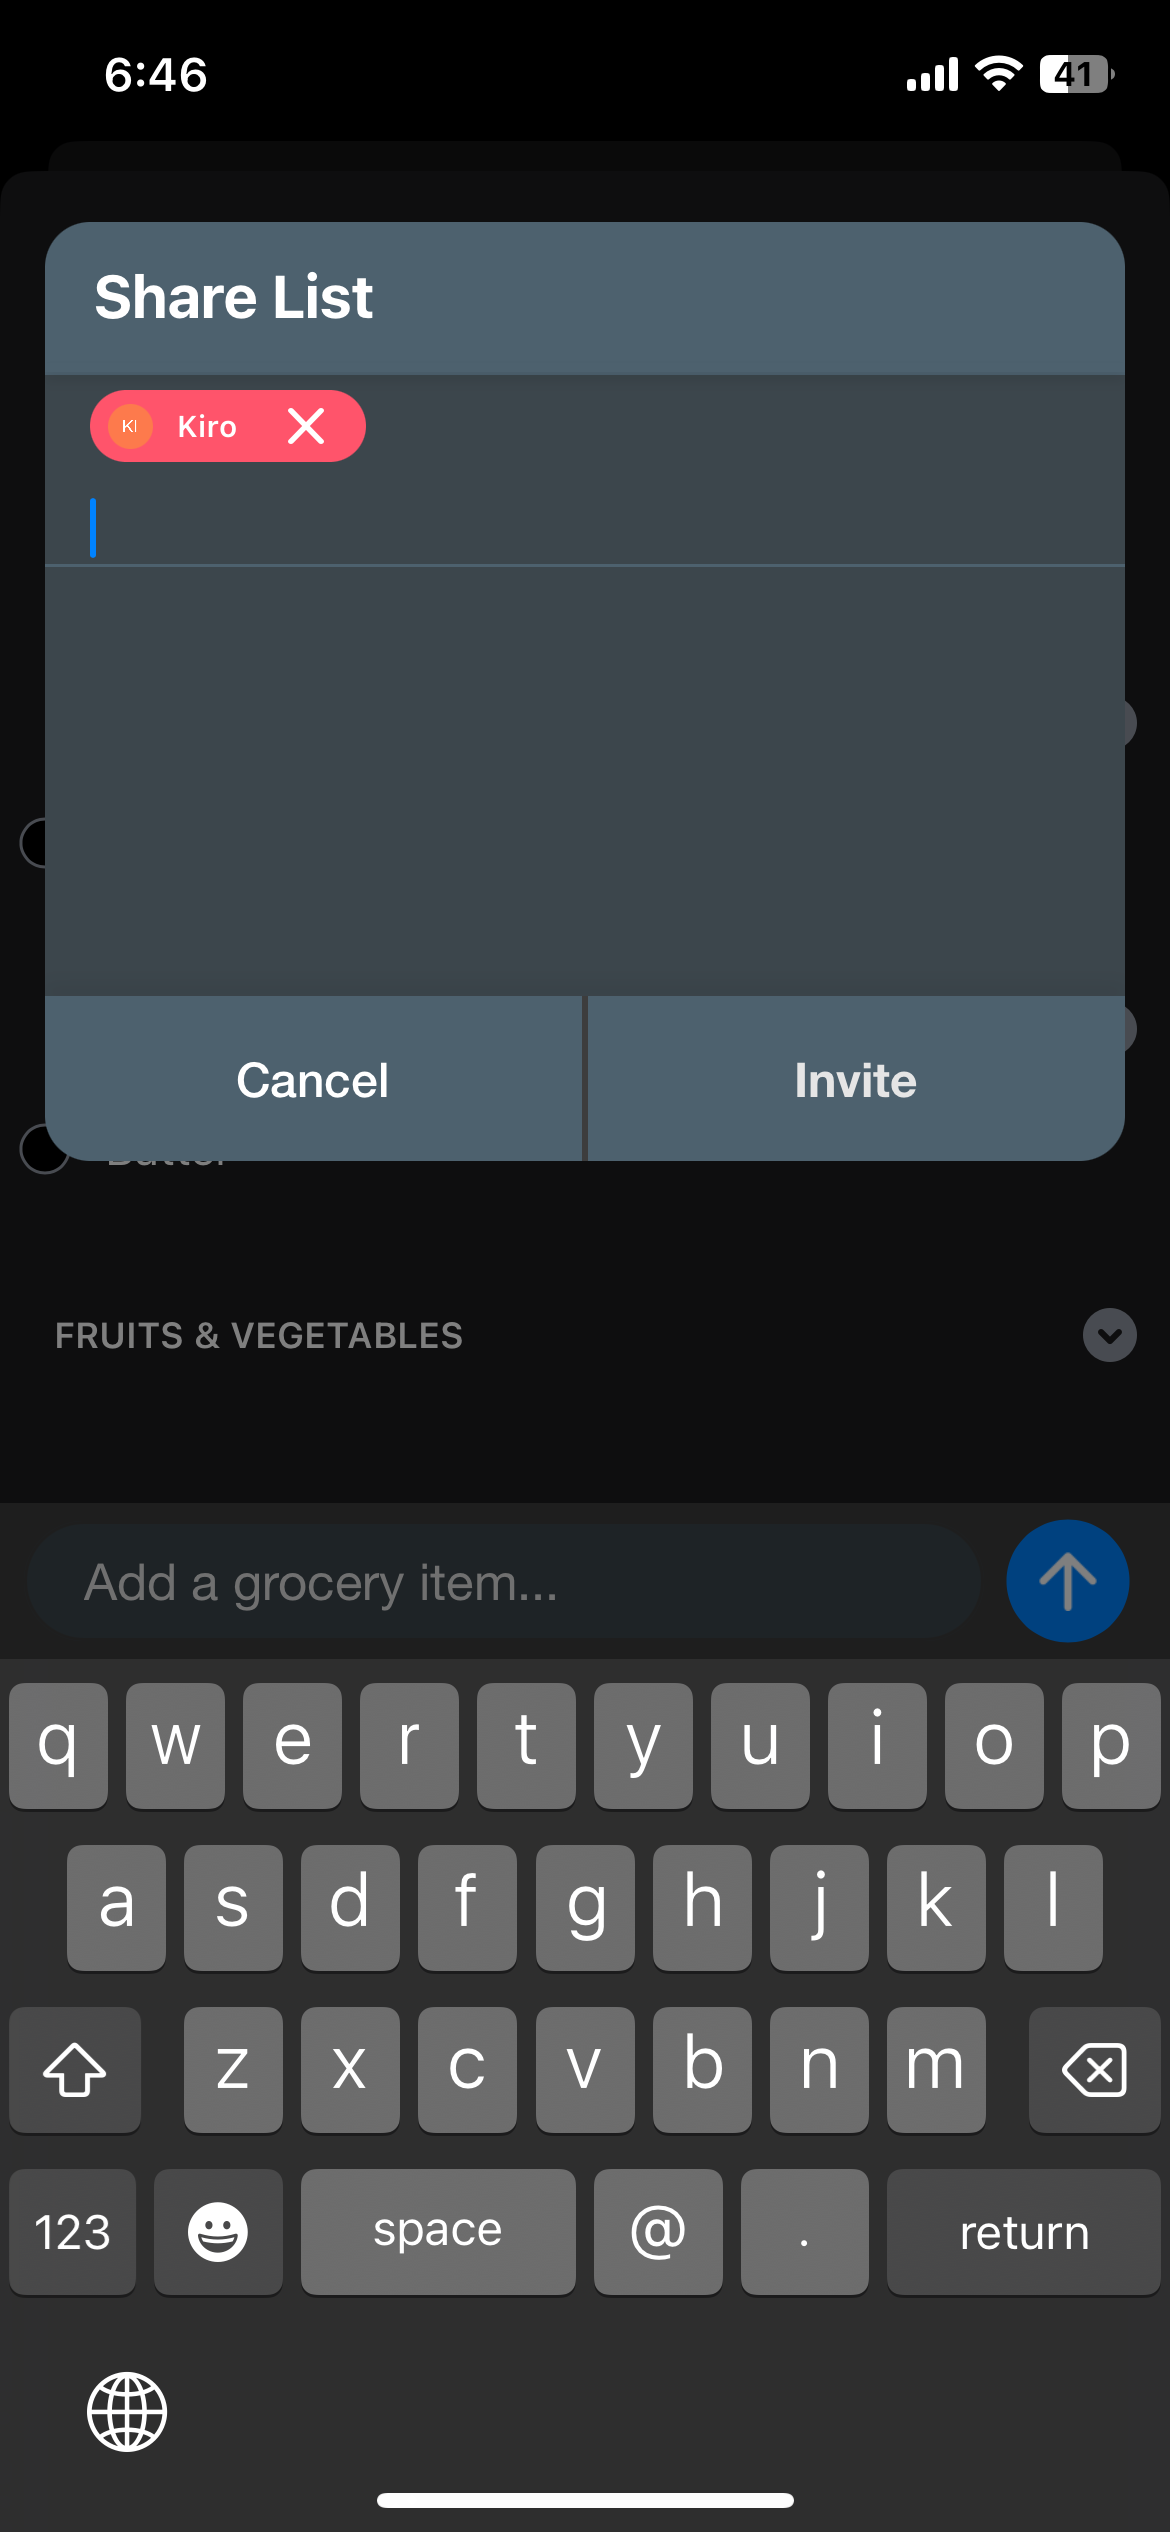 6:46
41
Share List
KI Kiro
Cancel
Invite
FRUITS & VEGETABLES
Add a grocery item...
q w e r t y u i o p
a s d f g h j k l
z x c v b n m
123 space @ . return